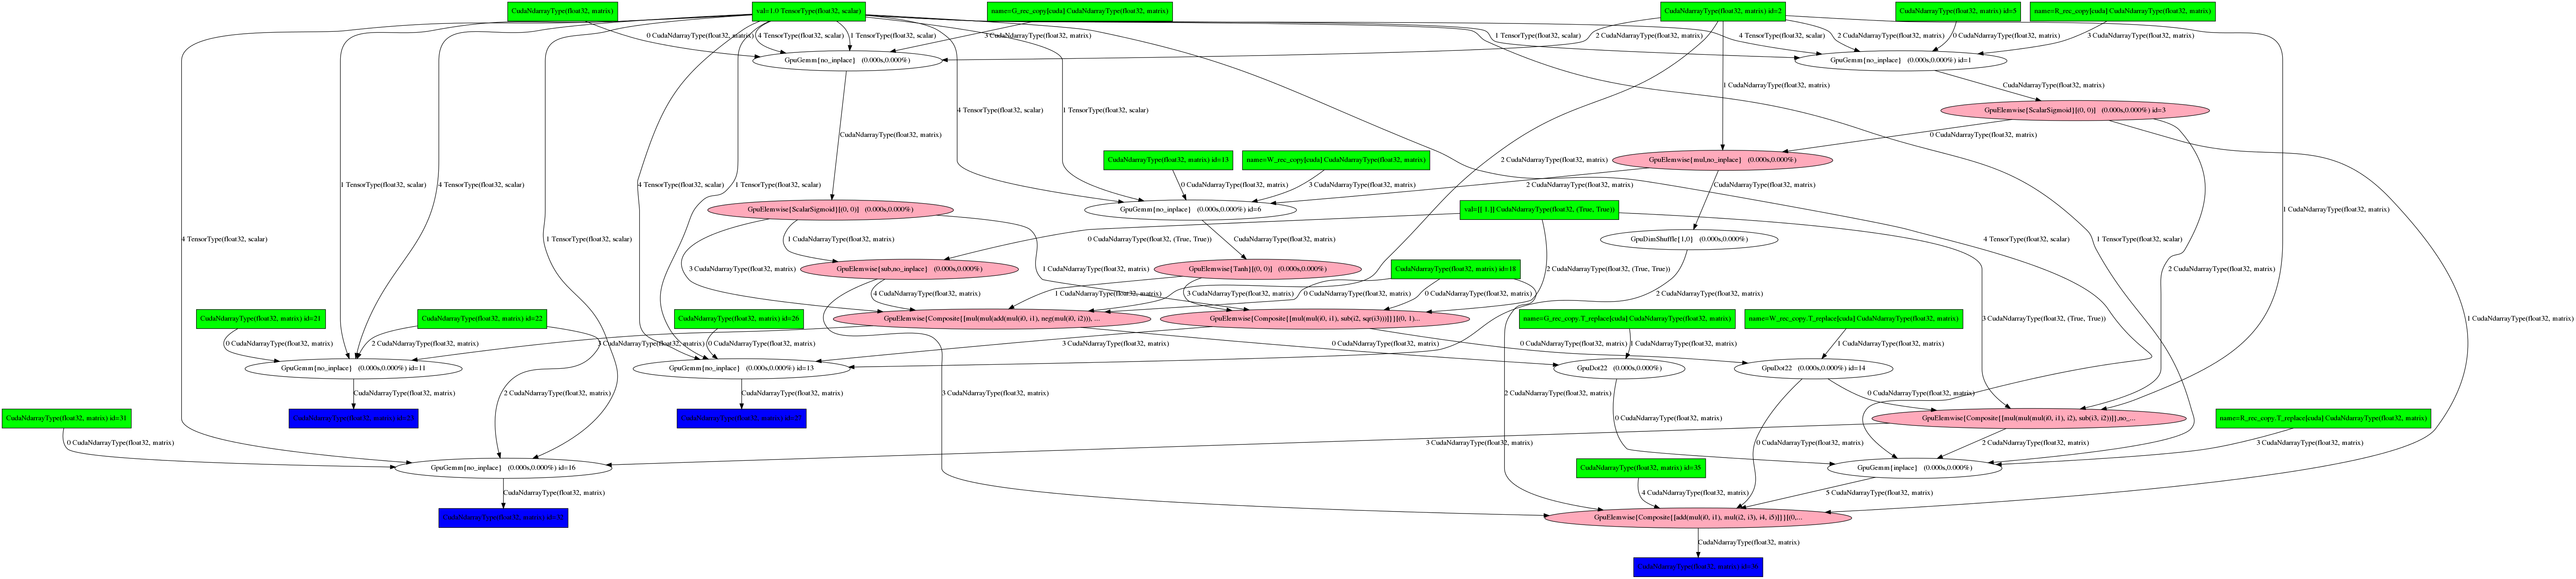 CudaNdarrayType(float32, matrix)
val=1.0 TensorType(float32, scalar)
name=G_rec_copy[cuda] CudaNdarrayType(float32, matrix)
CudaNdarrayType(float32, matrix) id=2
CudaNdarrayType(float32, matrix) id=5
name=R_rec_copy[cuda] CudaNdarrayType(float32, matrix)
0 CudaNdarrayType(float32, matrix)
4 TensorType(float32, scalar)
1 TensorType(float32, scalar)
3 CudaNdarrayType(float32, matrix)
1 TensorType(float32, scalar)
2 CudaNdarrayType(float32, matrix)
4 TensorType(float32, scalar)
2 CudaNdarrayType(float32, matrix)
0 CudaNdarrayType(float32, matrix)
3 CudaNdarrayType(float32, matrix)
GpuGemm{no_inplace} (0.000s,0.000%)
GpuGemm{no_inplace} (0.000s,0.000%) id=1
1 CudaNdarrayType(float32, matrix)
CudaNdarrayType(float32, matrix)
4 TensorType(float32, scalar)
1 TensorType(float32, scalar)
GpuElemwise{ScalarSigmoid}[(0, 0)] (0.000s,0.000%) id=3
CudaNdarrayType(float32, matrix)
0 CudaNdarrayType(float32, matrix)
CudaNdarrayType(float32, matrix) id=13
name=W_rec_copy[cuda] CudaNdarrayType(float32, matrix)
2 CudaNdarrayType(float32, matrix)
GpuElemwise{mul,no_inplace} (0.000s,0.000%)
1 TensorType(float32, scalar)
4 TensorType(float32, scalar)
4 TensorType(float32, scalar)
1 TensorType(float32, scalar)
0 CudaNdarrayType(float32, matrix)
3 CudaNdarrayType(float32, matrix)
2 CudaNdarrayType(float32, matrix)
CudaNdarrayType(float32, matrix)
GpuElemwise{ScalarSigmoid}[(0, 0)] (0.000s,0.000%)
GpuGemm{no_inplace} (0.000s,0.000%) id=6
val=[[ 1.]] CudaNdarrayType(float32, (True, True))
1 CudaNdarrayType(float32, matrix)
4 TensorType(float32, scalar)
1 TensorType(float32, scalar)
1 CudaNdarrayType(float32, matrix)
0 CudaNdarrayType(float32, (True, True))
CudaNdarrayType(float32, matrix)
GpuDimShuffle{1,0} (0.000s,0.000%)
4 TensorType(float32, scalar)
1 TensorType(float32, scalar)
3 CudaNdarrayType(float32, matrix)
GpuElemwise{sub,no_inplace} (0.000s,0.000%)
1 CudaNdarrayType(float32, matrix)
GpuElemwise{Tanh}[(0, 0)] (0.000s,0.000%)
CudaNdarrayType(float32, matrix) id=18
2 CudaNdarrayType(float32, (True, True))
2 CudaNdarrayType(float32, matrix)
4 CudaNdarrayType(float32, matrix)
1 CudaNdarrayType(float32, matrix)
3 CudaNdarrayType(float32, matrix)
0 CudaNdarrayType(float32, matrix)
0 CudaNdarrayType(float32, matrix)
2 CudaNdarrayType(float32, matrix)
CudaNdarrayType(float32, matrix) id=21
CudaNdarrayType(float32, matrix) id=22
CudaNdarrayType(float32, matrix) id=26
GpuElemwise{Composite{[mul(mul(add(mul(i0, i1), neg(mul(i0, i2))), ...
GpuElemwise{Composite{[mul(mul(i0, i1), sub(i2, sqr(i3)))]}}[(0, 1)...
name=G_rec_copy.T_replace[cuda] CudaNdarrayType(float32, matrix)
name=W_rec_copy.T_replace[cuda] CudaNdarrayType(float32, matrix)
3 CudaNdarrayType(float32, (True, True))
1 CudaNdarrayType(float32, matrix)
0 CudaNdarrayType(float32, matrix)
2 CudaNdarrayType(float32, matrix)
3 CudaNdarrayType(float32, matrix)
0 CudaNdarrayType(float32, matrix)
3 CudaNdarrayType(float32, matrix)
0 CudaNdarrayType(float32, matrix)
1 CudaNdarrayType(float32, matrix)
0 CudaNdarrayType(float32, matrix)
1 CudaNdarrayType(float32, matrix)
GpuGemm{no_inplace} (0.000s,0.000%) id=11
GpuGemm{no_inplace} (0.000s,0.000%) id=13
GpuDot22 (0.000s,0.000%)
GpuDot22 (0.000s,0.000%) id=14
CudaNdarrayType(float32, matrix)
2 CudaNdarrayType(float32, matrix)
CudaNdarrayType(float32, matrix)
3 CudaNdarrayType(float32, matrix)
2 CudaNdarrayType(float32, matrix)
0 CudaNdarrayType(float32, matrix)
CudaNdarrayType(float32, matrix) id=31
0 CudaNdarrayType(float32, matrix)
GpuElemwise{Composite{[mul(mul(mul(i0, i1), i2), sub(i3, i2))]},no_...
name=R_rec_copy.T_replace[cuda] CudaNdarrayType(float32, matrix)
0 CudaNdarrayType(float32, matrix)
3 CudaNdarrayType(float32, matrix)
0 CudaNdarrayType(float32, matrix)
2 CudaNdarrayType(float32, matrix)
3 CudaNdarrayType(float32, matrix)
GpuGemm{no_inplace} (0.000s,0.000%) id=16
CudaNdarrayType(float32, matrix) id=35
GpuGemm{inplace} (0.000s,0.000%)
CudaNdarrayType(float32, matrix)
4 CudaNdarrayType(float32, matrix)
5 CudaNdarrayType(float32, matrix)
GpuElemwise{Composite{[add(mul(i0, i1), mul(i2, i3), i4, i5)]}}[(0,...
CudaNdarrayType(float32, matrix)